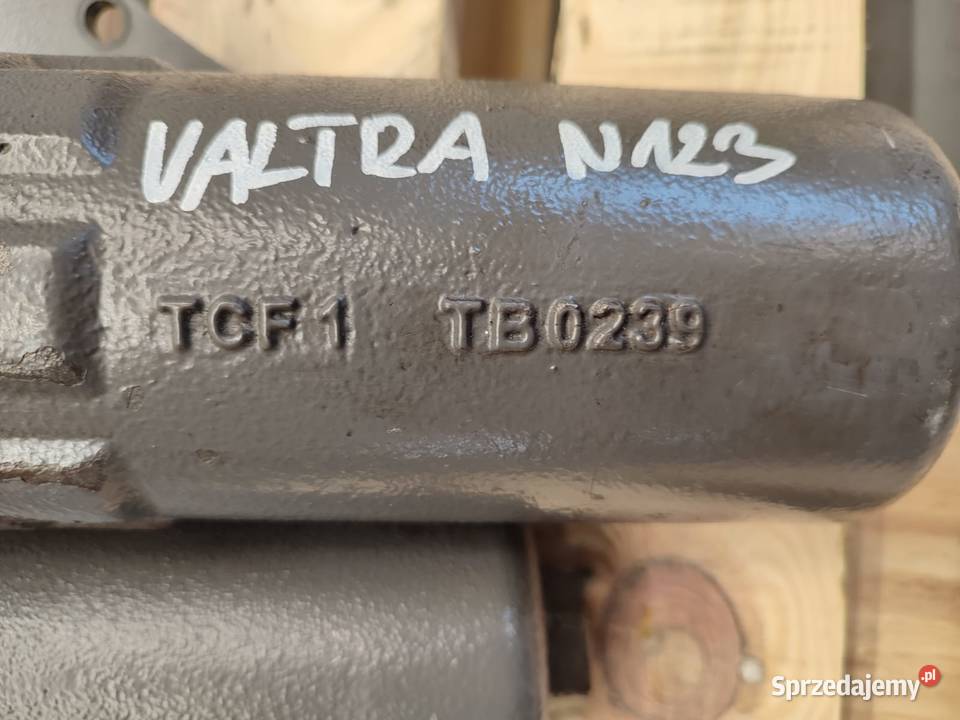 VALTRA N123
TCF1 TB0239
Sprzedajemy.pl